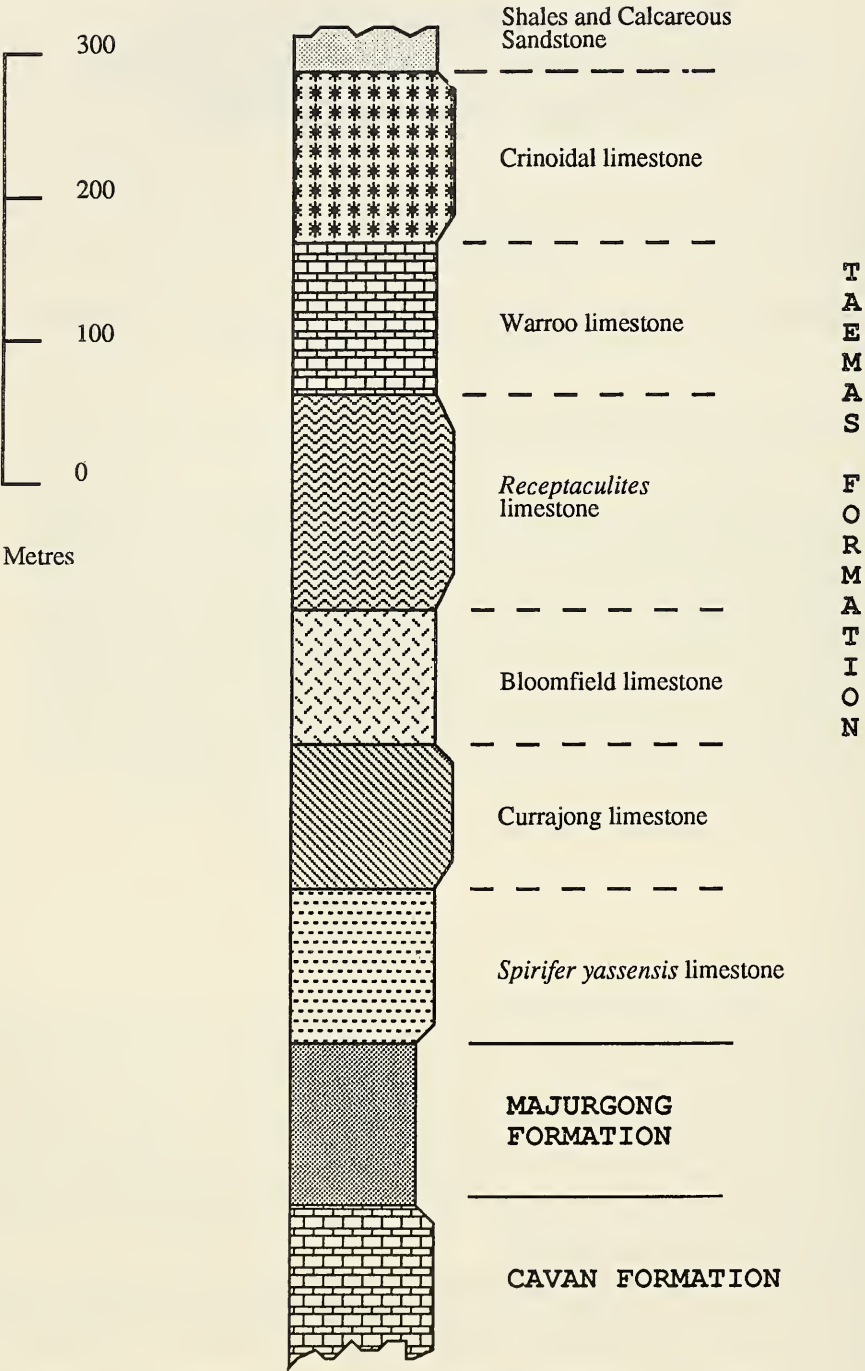 300
200
100
0
Metres
Shales and Calcareous
Sandstone
Crinoidal limestone
Warroo limestone
Receptaculites
limestone
Bloomfield limestone
Currajong limestone
Spirifer yassensis limestone
MAJURGONG
FORMATION
CAVAN FORMATION
TAEMAS FORMATION